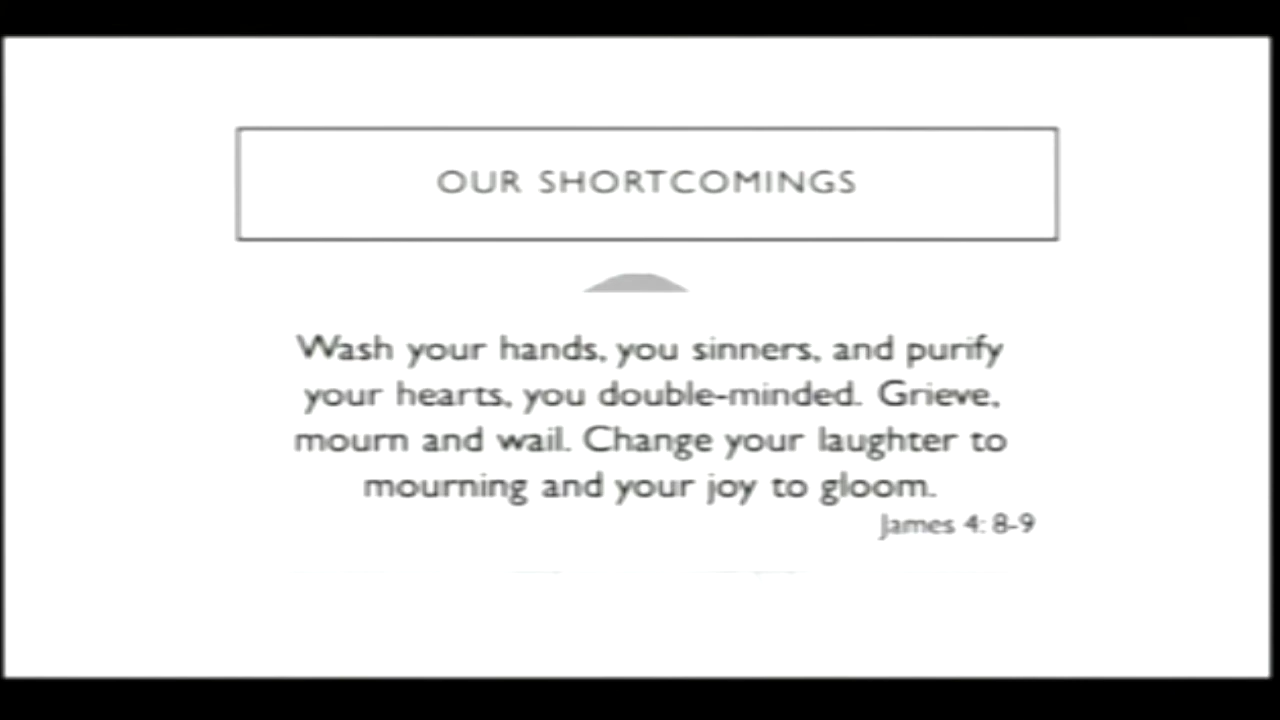 OUR SHORTCOMINGS
Wash your hands, you sinners, and purify
your hearts, you double-minded. Grieve,
mourn and wail. Change your laughter to
mourning and your joy to gloom.
James 4: 8-9